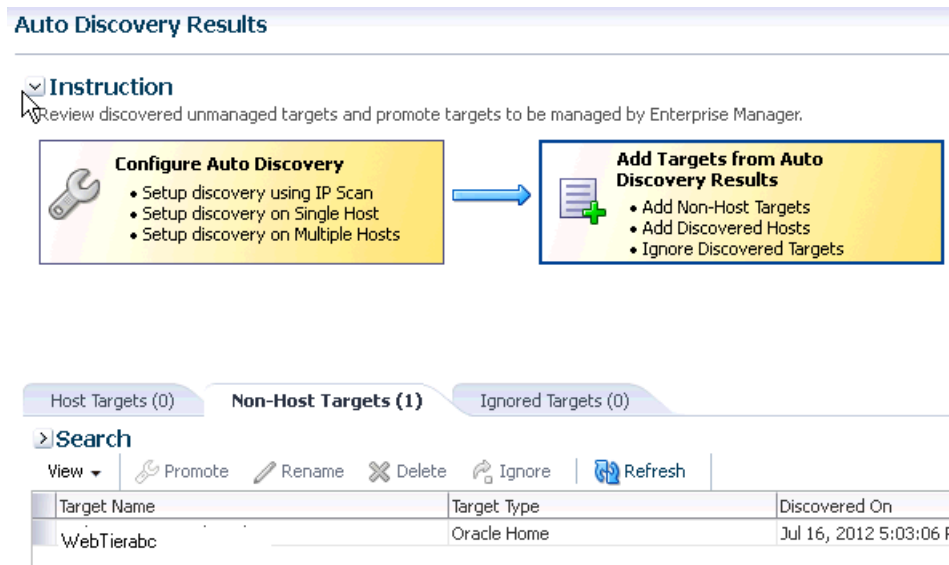 Auto Discovery Results
Instruction
Review discovered unmanaged targets and promote targets to be managed by Enterprise Manager.
Configure Auto Discovery
• Setup discovery using IP Scan
• Setup discovery on Single Host
• Setup discovery on Multiple Hosts
Add Targets from Auto
Discovery Results
• Add Non-Host Targets
• Add Discovered Hosts
• Ignore Discovered Targets
Host Targets (0) Non-Host Targets (1) Ignored Targets (0)
Search
View Promote Rename Delete Ignore Refresh
Target Name Target Type Discovered On
WebTierabc Oracle Home Jul 16, 2012 5:03:06